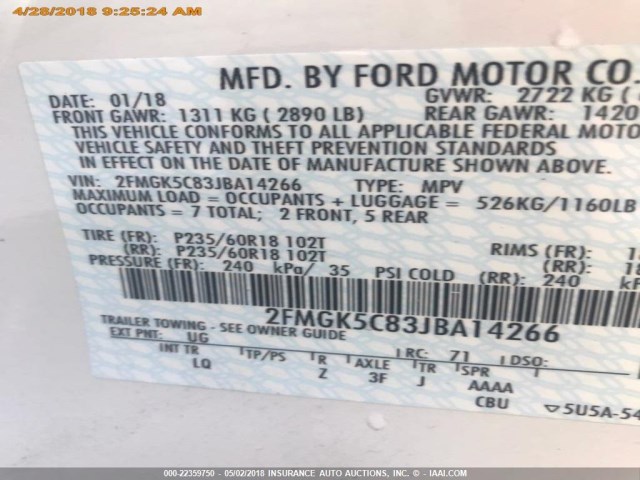 4/28/2018 9:25:24 AM
MFD. BY FORD MOTOR CO.
DATE: 01/18 GVWR: 2722 KG (
FRONT GAWR: 1311 KG ( 2890 LB) REAR GAWR: 1420
THIS VEHICLE CONFORMS TO ALL APPLICABLE FEDERAL MOTO
VEHICLE SAFETY AND THEFT PREVENTION STANDARDS
IN EFFECT ON THE DATE OF MANUFACTURE SHOWN ABOVE.
VIN: 2FMGK5C83JBA14266 TYPE: MPV
MAXIMUM LOAD = OCCUPANTS + LUGGAGE = 526KG/1160LB
OCCUPANTS = 7 TOTAL; 2 FRONT, 5 REAR
TIRE (FR): P235/60R18 102T RIMS (FR): 1
(RR): P235/60R18 102T (RR): 1
PRESSURE (FR): 240 kPa/ 35 PSI COLD (RR): 240 kP
2FMGK5C83JBA14266
TRAILER TOWING - SEE OWNER GUIDE
EXT PNT: UG RC: 71 DSO:
INT TR TP/PS R AXLE TR SPR
LQ Z 3F J AAAA
CBU ▽5U5A-54
000-22359750 - 05/02/2018 INSURANCE AUTO AUCTIONS, INC. - IAAI.COM